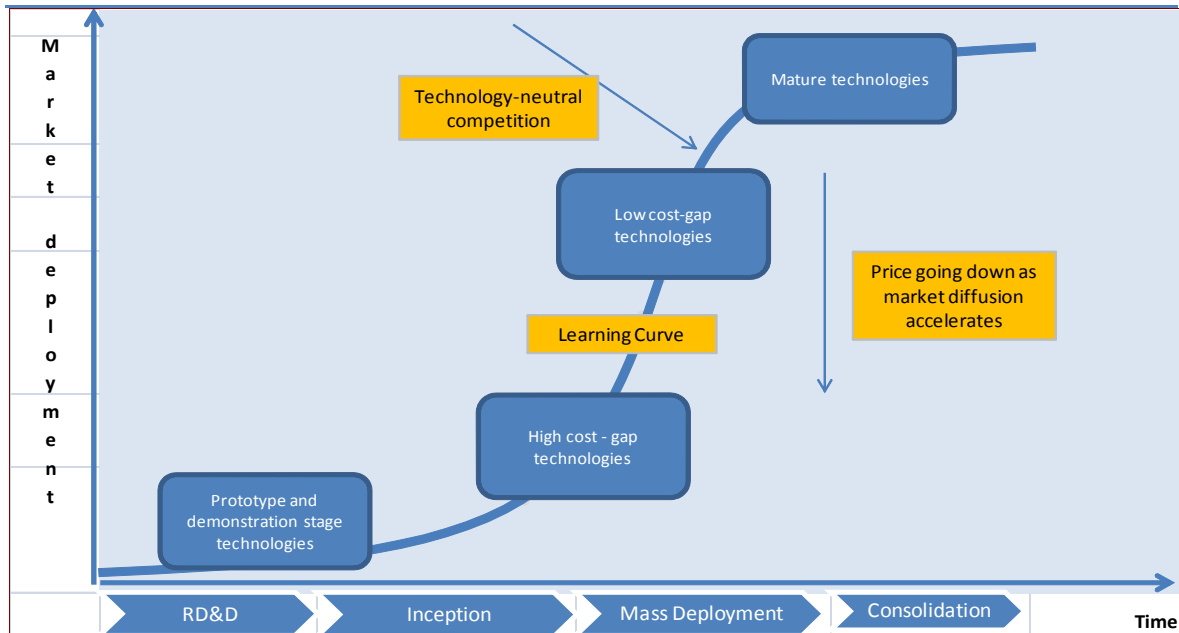 Market deployment
Mature technologies
Technology-neutral
competition
Low cost-gap
technologies
Price going down as
market diffusion
accelerates
Learning Curve
High cost - gap
technologies
Prototype and
demonstration stage
technologies
RD&D
Inception
Mass Deployment
Consolidation
Time